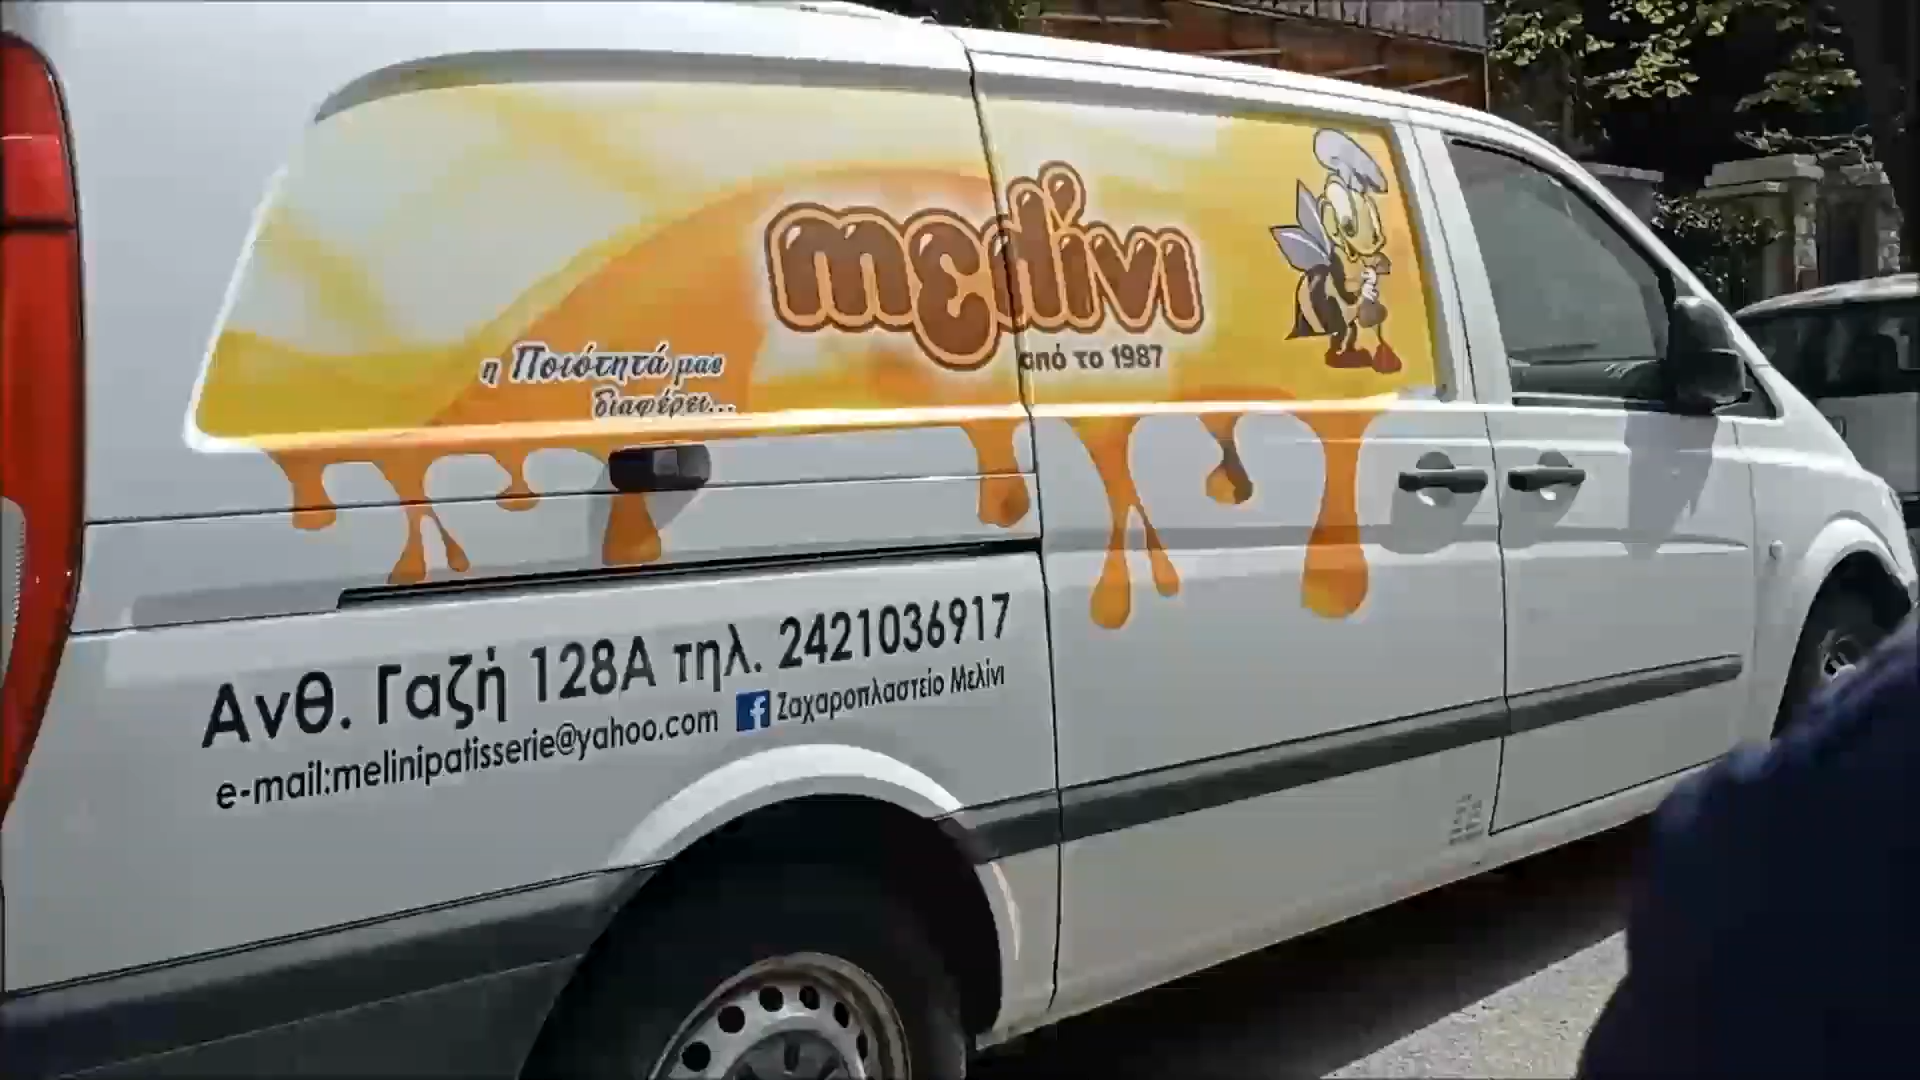 μελίνι
από το 1987
η Ποιότητά μας
διαφέρει...
Ανθ. Γαζή 128Α τηλ. 2421036917
e-mail:melinipatisserie@yahoo.com f Ζαχαροπλαστείο Μελίνι